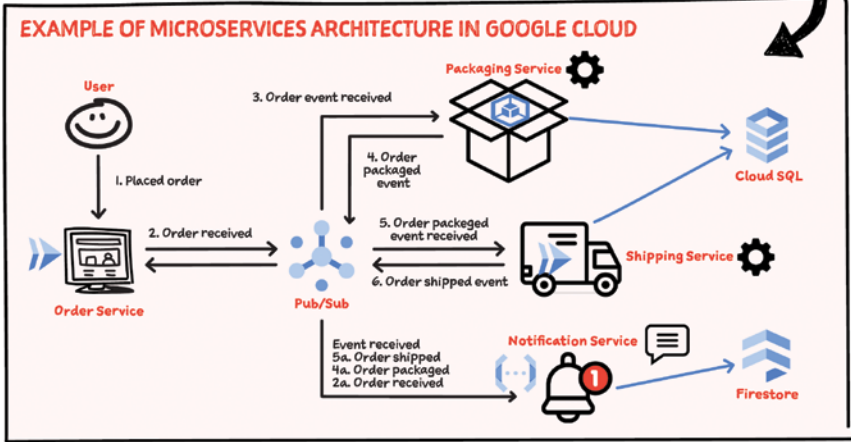 EXAMPLE OF MICROSERVICES ARCHITECTURE IN GOOGLE CLOUD
Packaging Service
User
3. Order event received
4. Order
packaged
event
Cloud SQL
1. Placed order
2. Order received
5. Order packeged
event received
Shipping Service
6. Order shipped event
Order Service
Pub/Sub
Notification Service
Event received
5a. Order shipped
4a. Order packaged
2a. Order received
1
Firestore